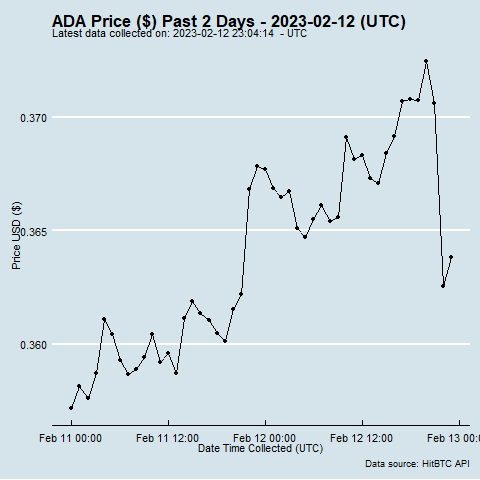 ADA Price ($) Past 2 Days - 2023-02-12 (UTC)
Latest data collected on: 2023-02-12 23:04:14  - UTC
0.370
0.365
0.360
Price USD ($)
Feb 11 00:00 Feb 11 12:00 Feb 12 00:00 Feb 12 12:00 Feb 13 00:
Date Time Collected (UTC)
Data source: HitBTC API